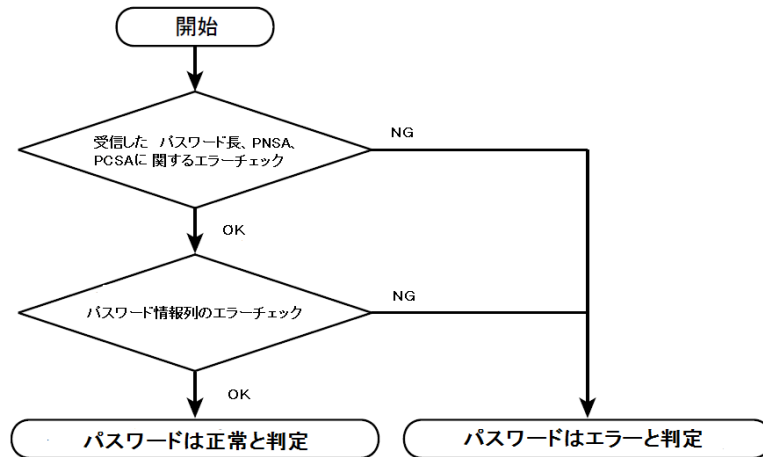 開始
受信した パスワード長、PNSA、
PCSAに関するエラーチェック
NG
OK
パスワード情報列のエラーチェック
NG
OK
パスワードは正常と判定
パスワードはエラーと判定